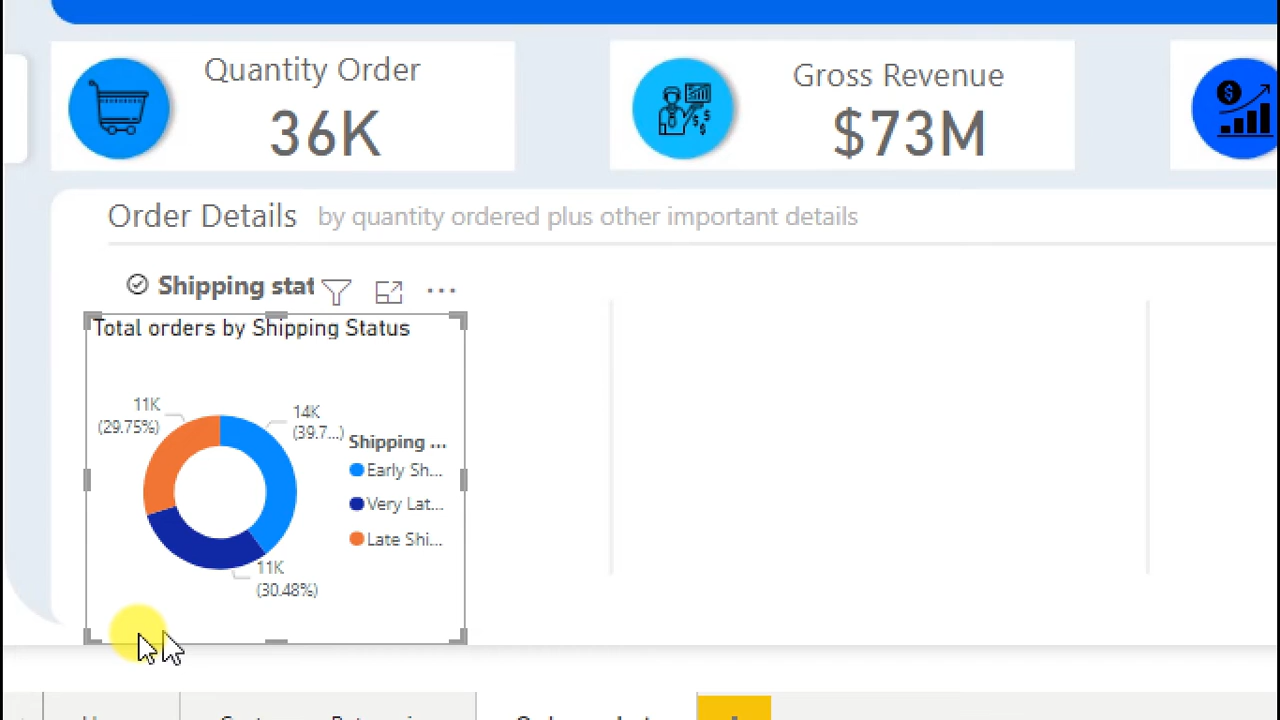 Quantity Order
36K
Gross Revenue
$73M
Order Details by quantity ordered plus other important details
Shipping stat
Total orders by Shipping Status
11K
(29.75%)
14K
(39.7...)
Shipping ...
Early Sh...
Very Lat...
Late Shi...
11K
(30.48%)